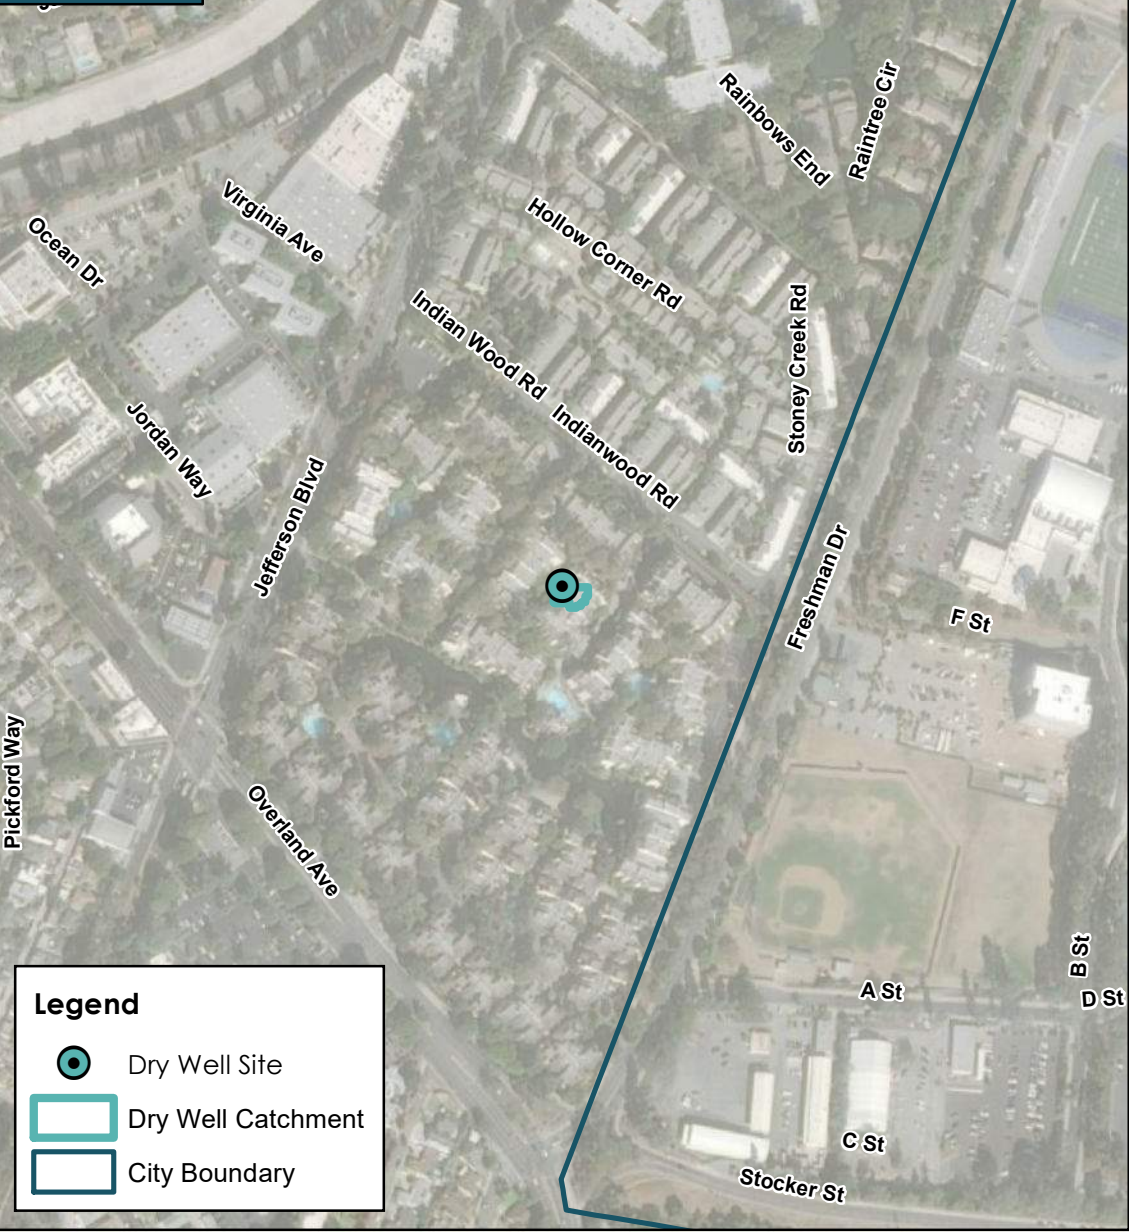 Rainbows End
Raintree Cir
Virginia Ave
Ocean Dr
Hollow Corner Rd
Stoney Creek Rd
Indian Wood Rd
Indianwood Rd
Jordan Way
Jefferson Blvd
Freshman Dr
F St
Pickford Way
Overland Ave
B St
A St
D St
C St
Stocker St
Legend
Dry Well Site
Dry Well Catchment
City Boundary